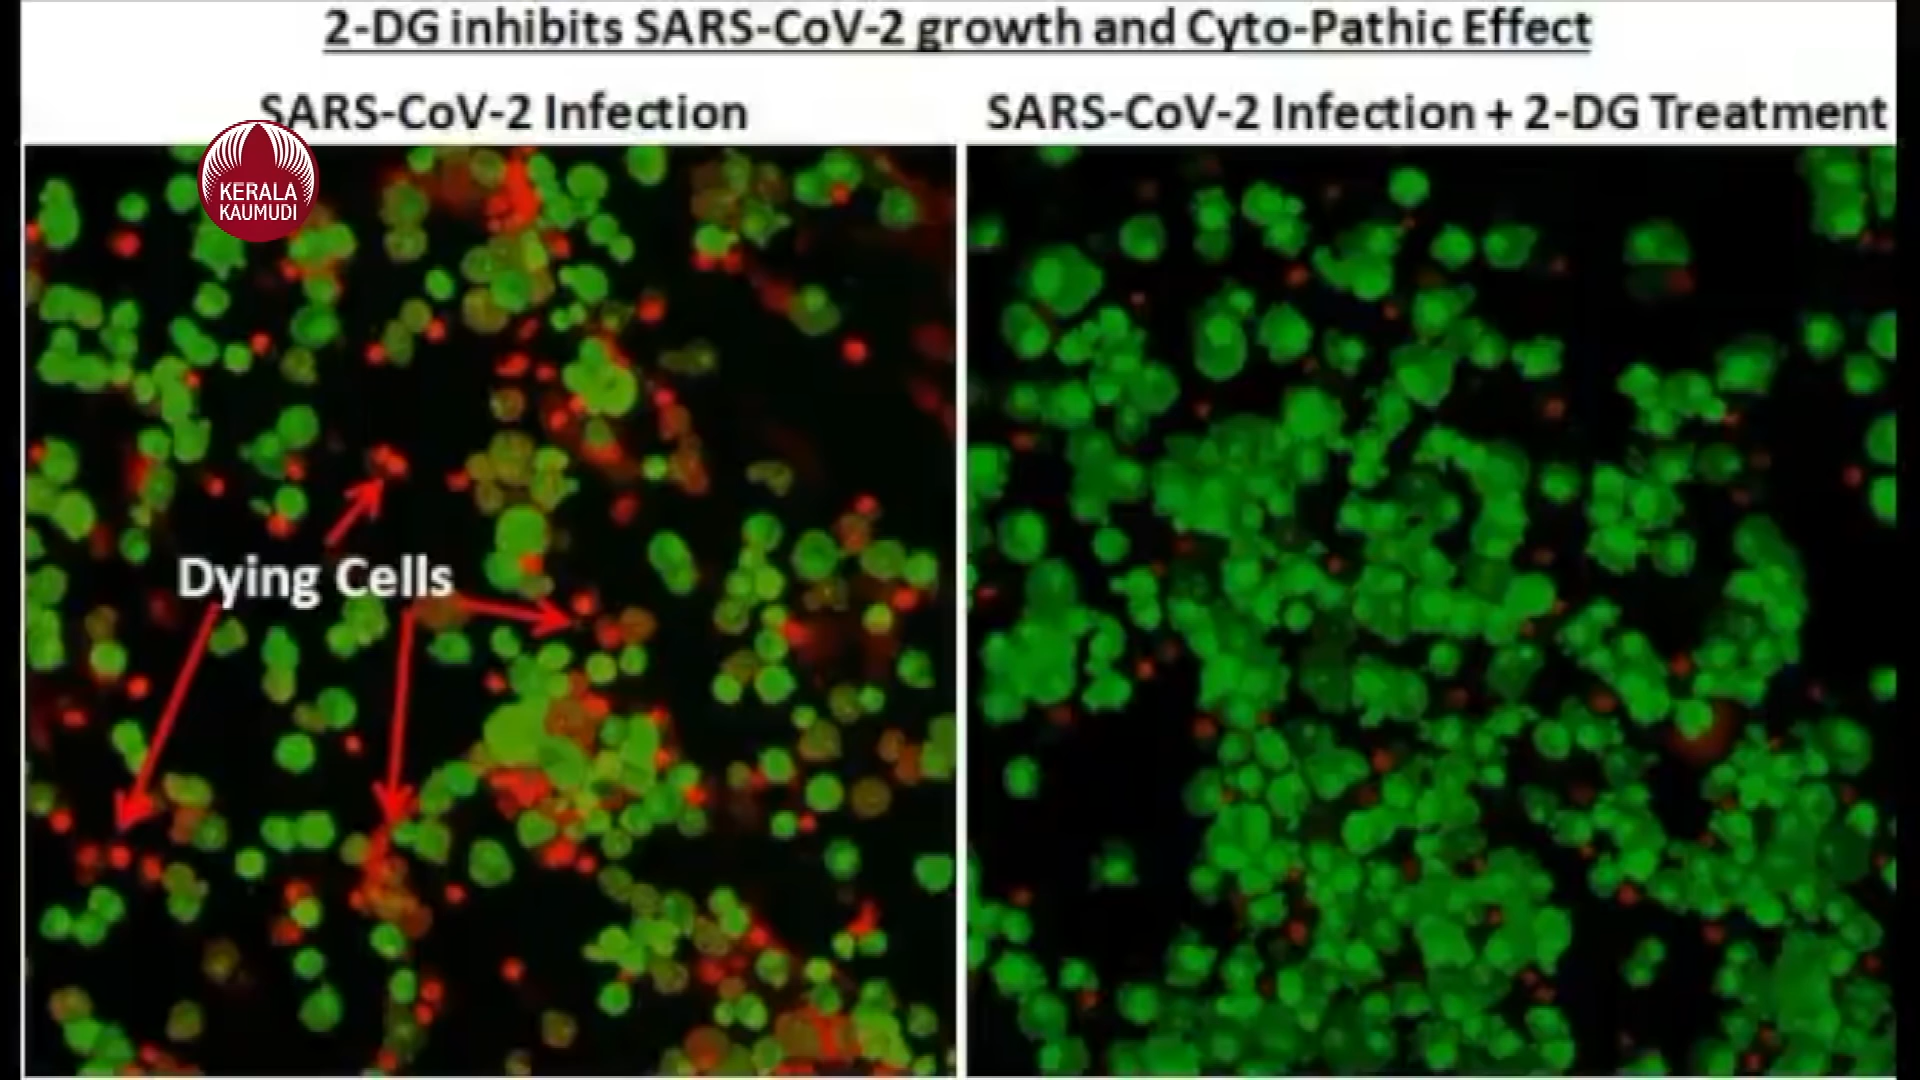 2-DG inhibits SARS-CoV-2 growth and Cyto-Pathic Effect
SARS-CoV-2 Infection
SARS-CoV-2 Infection + 2-DG Treatment
KERALA
KAUMUDI
Dying Cells